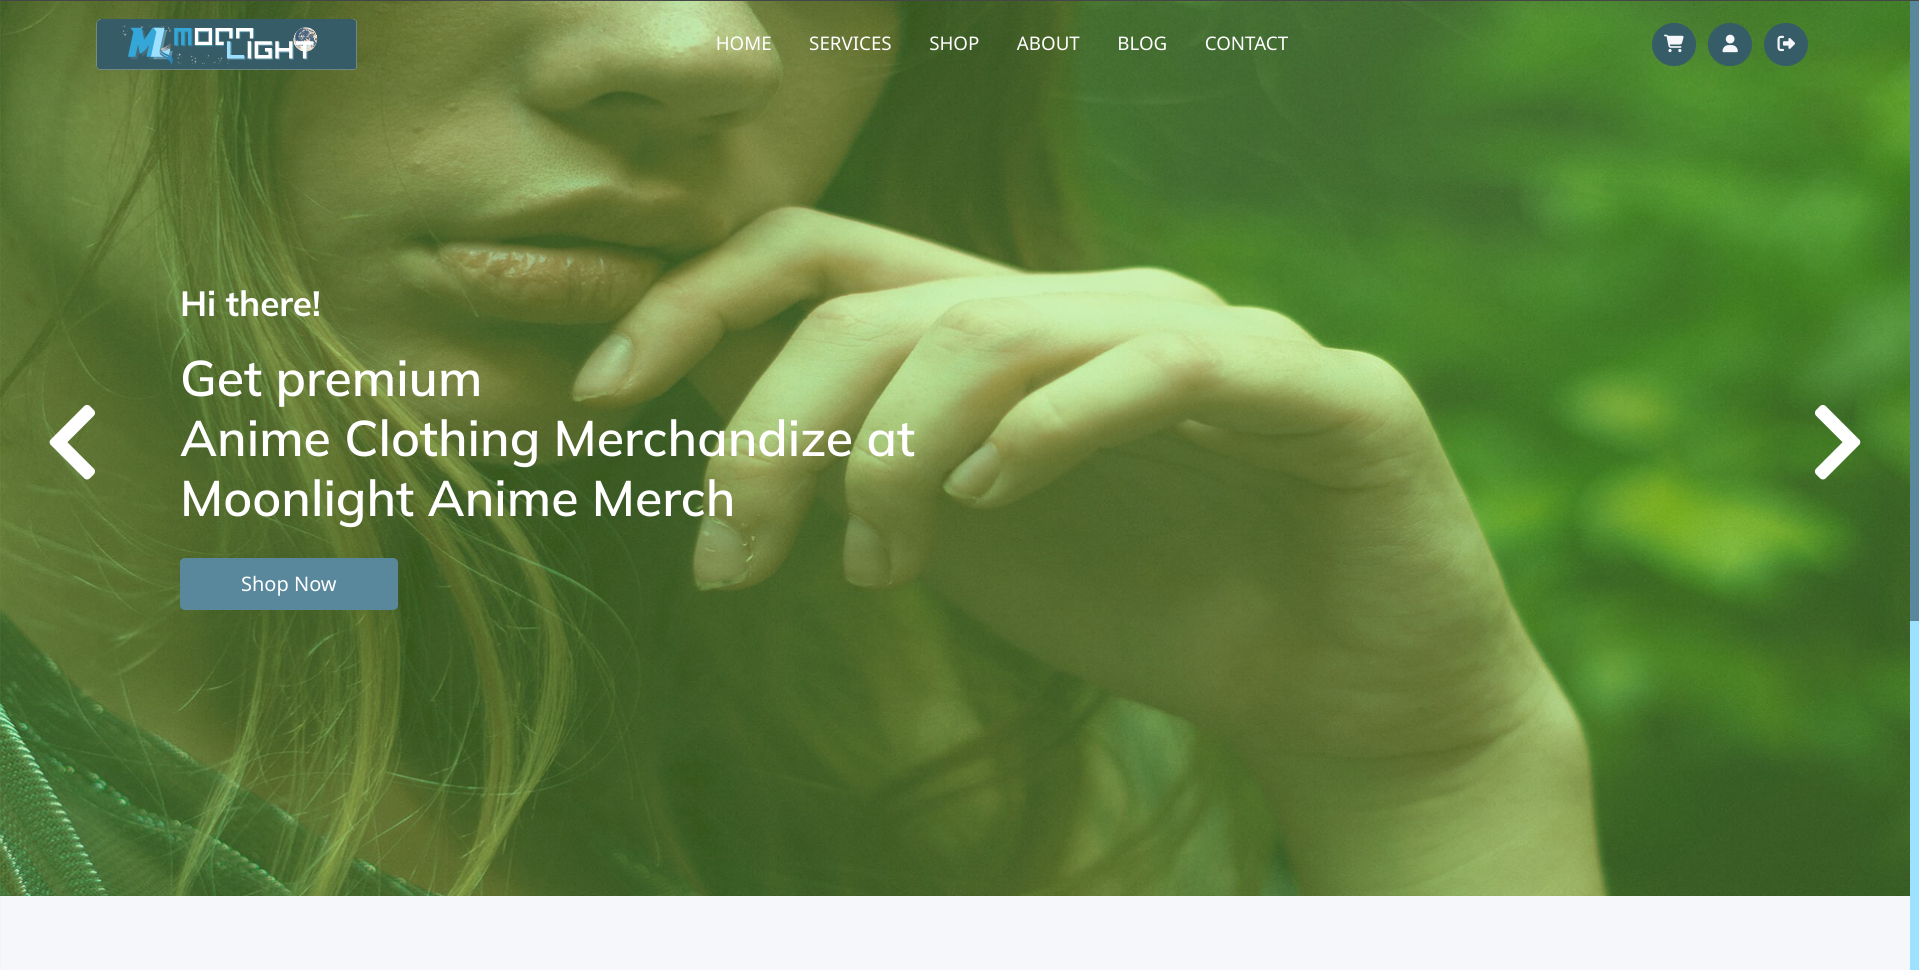 ML MOON
LIGHT
HOME SERVICES SHOP ABOUT BLOG CONTACT
Hi there!
Get premium
Anime Clothing Merchandize at
Moonlight Anime Merch
Shop Now